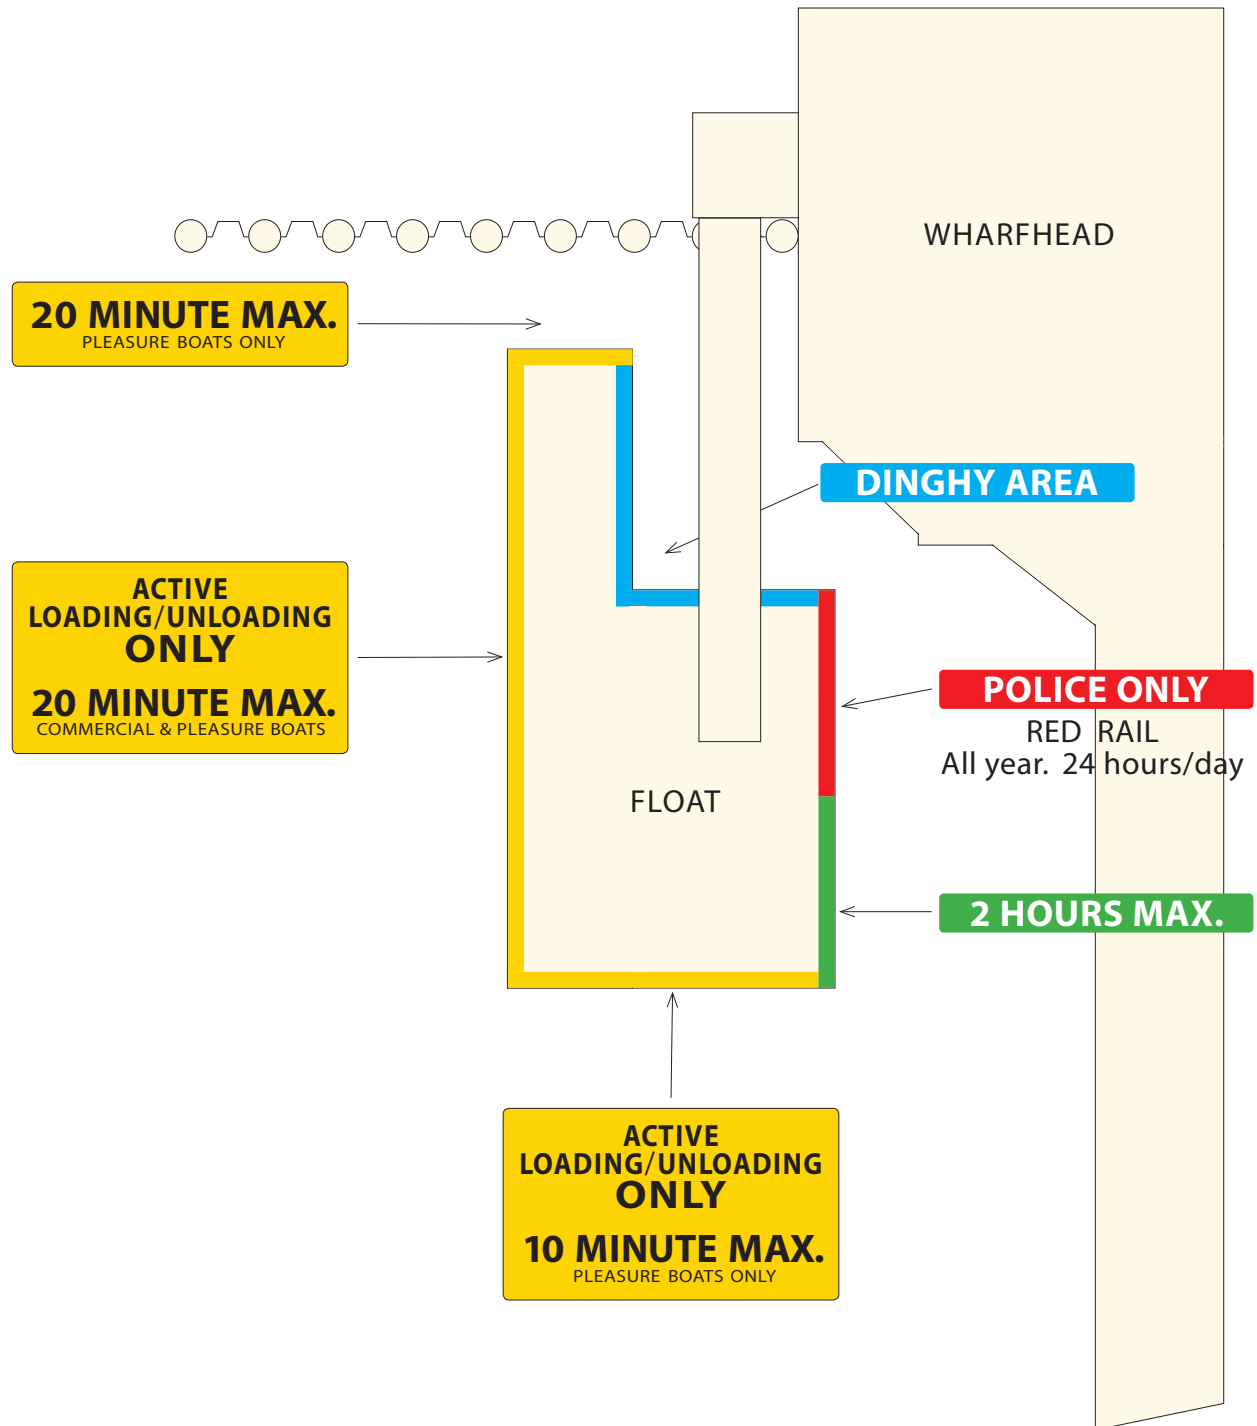 WHARFHEAD
20 MINUTE MAX.
PLEASURE BOATS ONLY
DINGHY AREA
ACTIVE
LOADING/UNLOADING
ONLY
20 MINUTE MAX.
COMMERCIAL & PLEASURE BOATS
POLICE ONLY
RED RAIL
All year. 24 hours/day
FLOAT
2 HOURS MAX.
ACTIVE
LOADING/UNLOADING
ONLY
10 MINUTE MAX.
PLEASURE BOATS ONLY